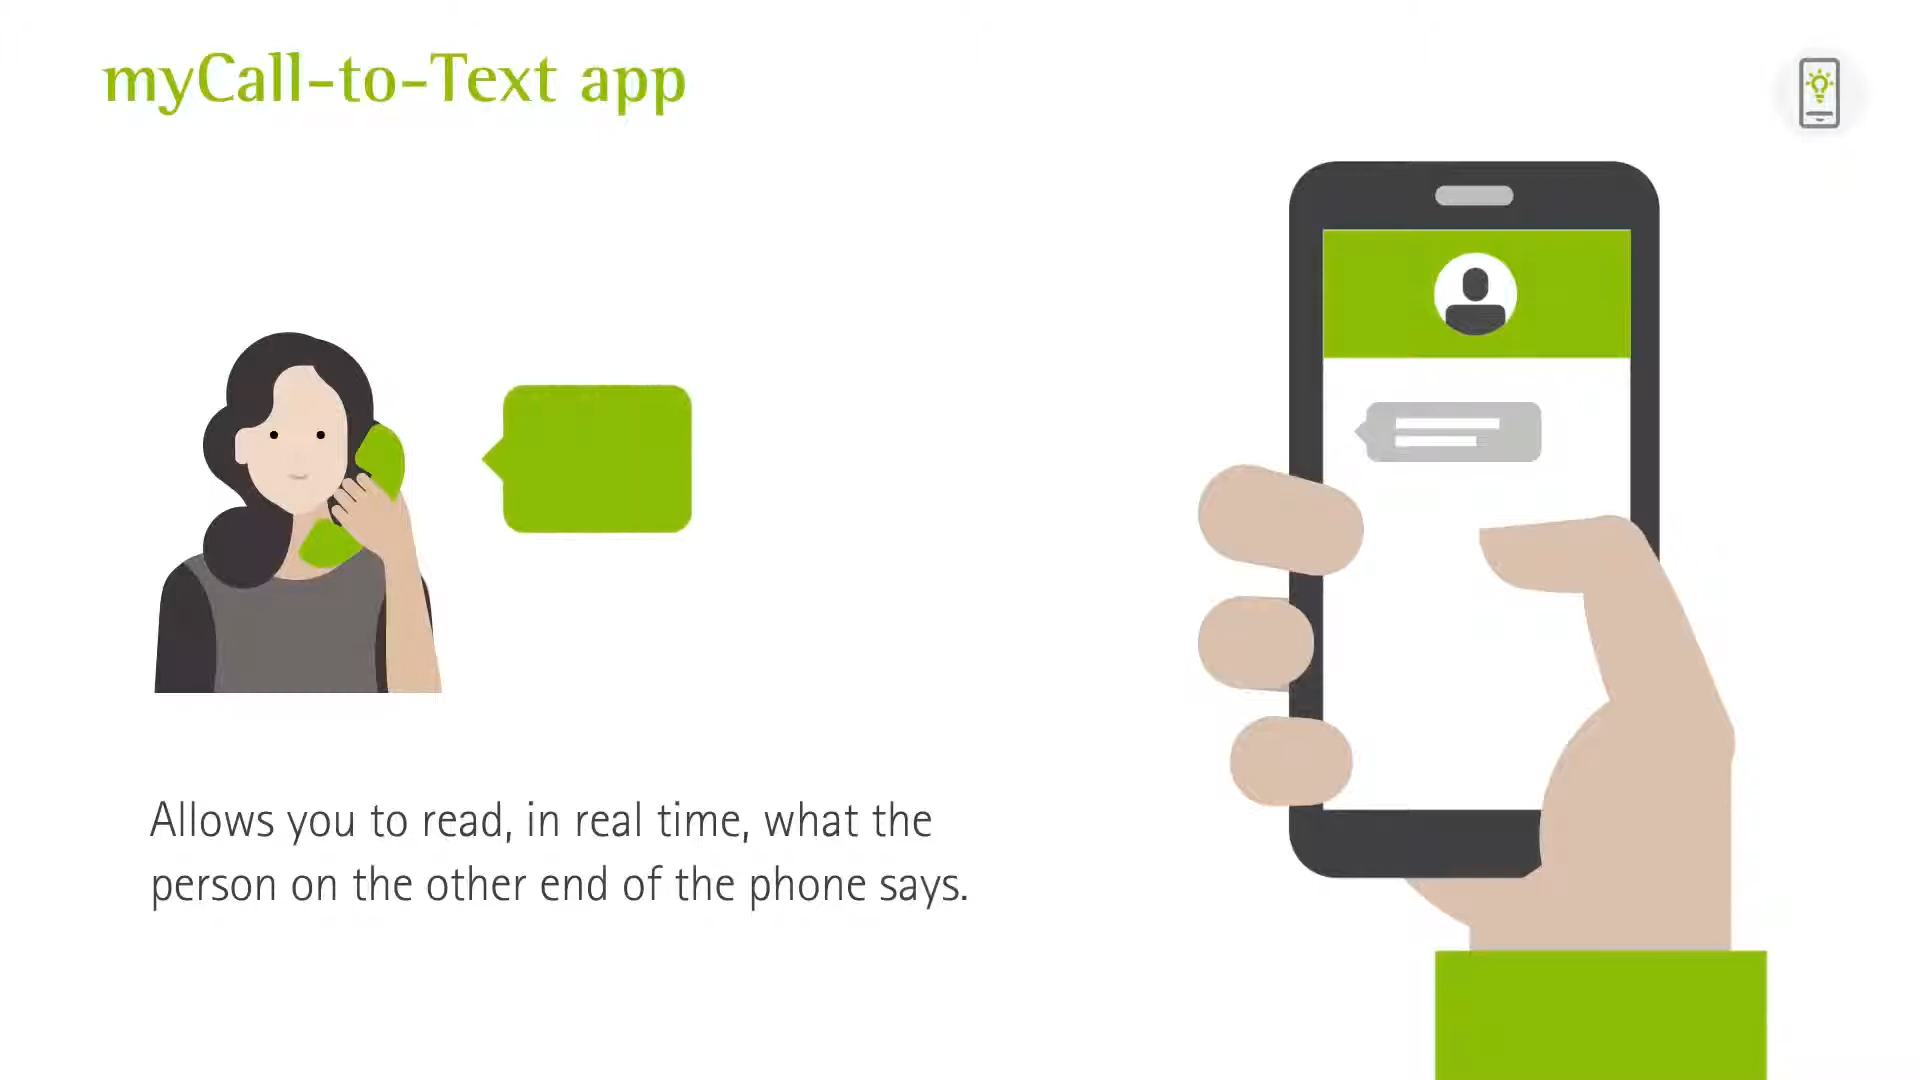 myCall-to-Text app
Allows you to read, in real time, what the
person on the other end of the phone says.